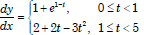 dy/dx = { 1 + e^{1-t}, 0 ≤ t < 1
2 + 2t - 3t², 1 ≤ t < 5